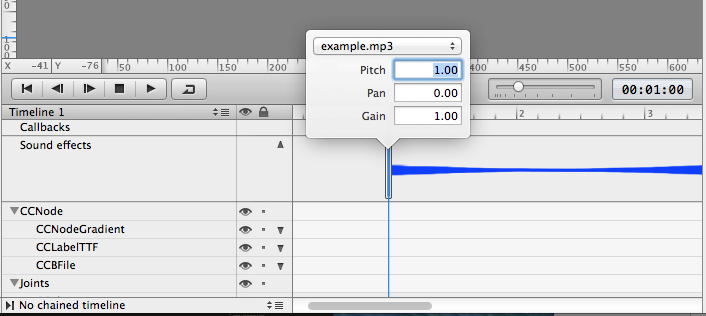 100
example.mp3
X -41 Y -76 50 100 150 200 400 450 500 550 600
Pitch 1.00
Pan 0.00
Gain 1.00
00:01:00
Timeline 1
2 3
Callbacks
Sound effects
CCNode
CCNodeGradient
CCLabelTTF
CCBFile
Joints
No chained timeline